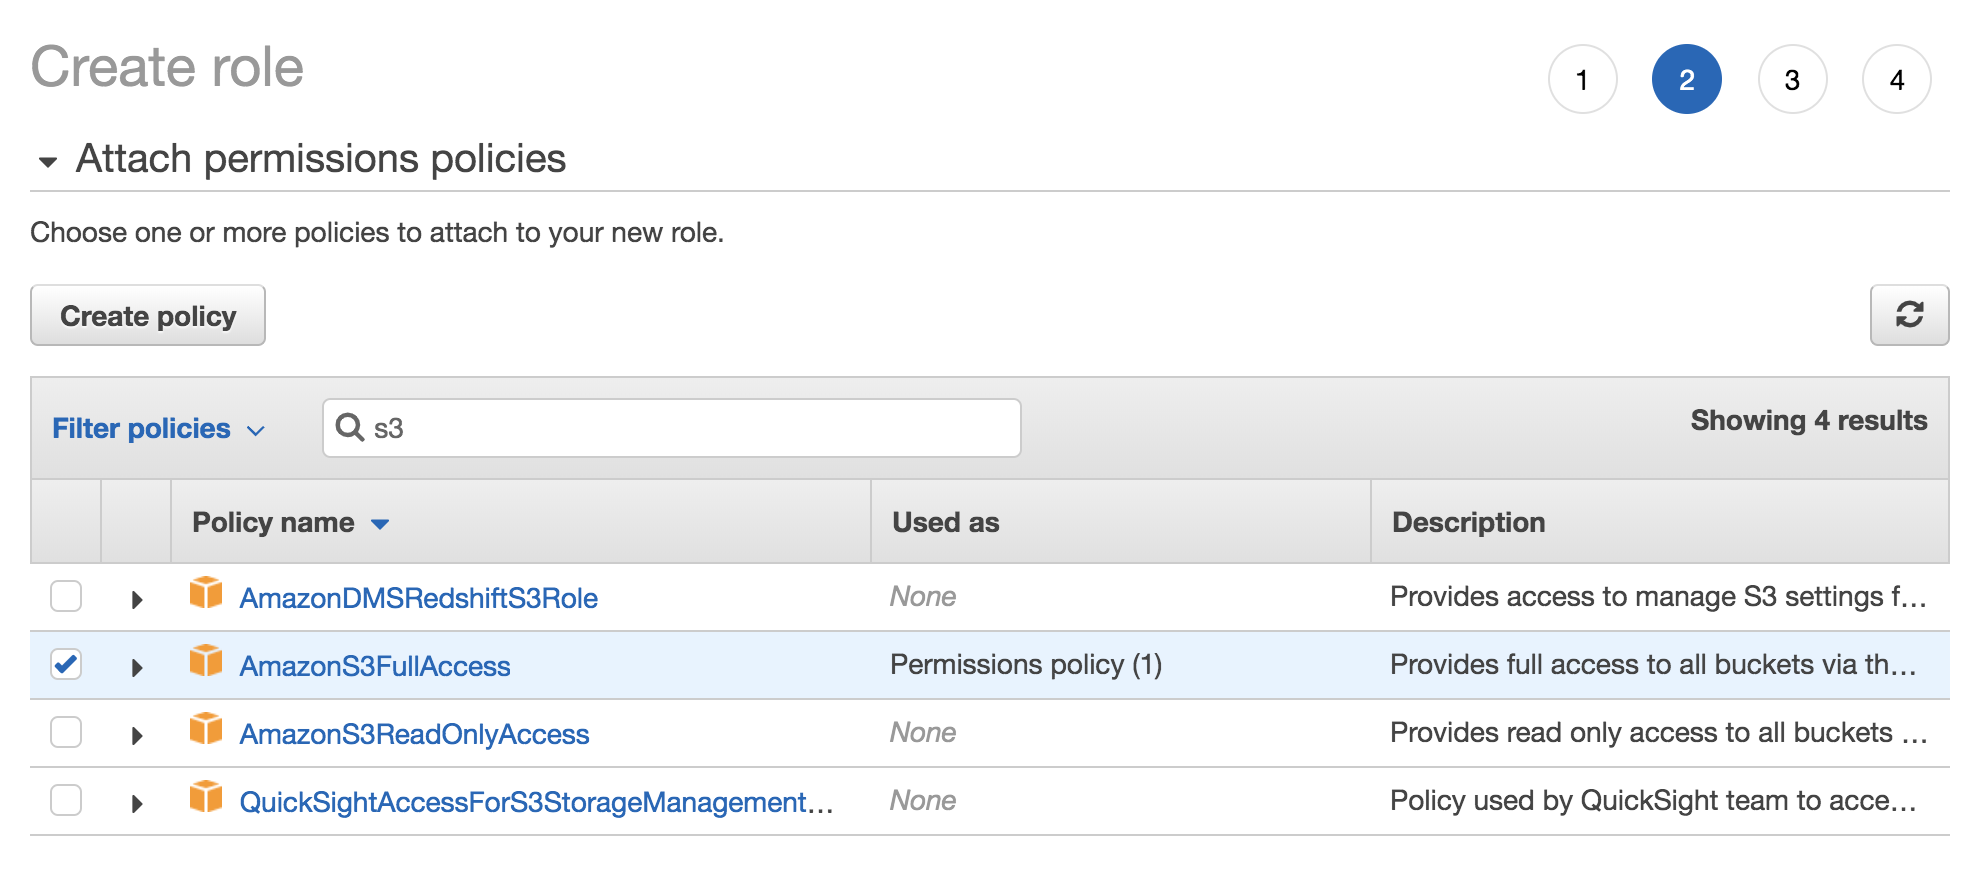 Create role
1 2 3 4
Attach permissions policies
Choose one or more policies to attach to your new role.
Create policy
Filter policies s3 Showing 4 results
Policy name Used as Description
AmazonDMSRedshiftS3Role None Provides access to manage S3 settings f...
AmazonS3FullAccess Permissions policy (1) Provides full access to all buckets via th...
AmazonS3ReadOnlyAccess None Provides read only access to all buckets ...
QuickSightAccessForS3StorageManagement... None Policy used by QuickSight team to acce...